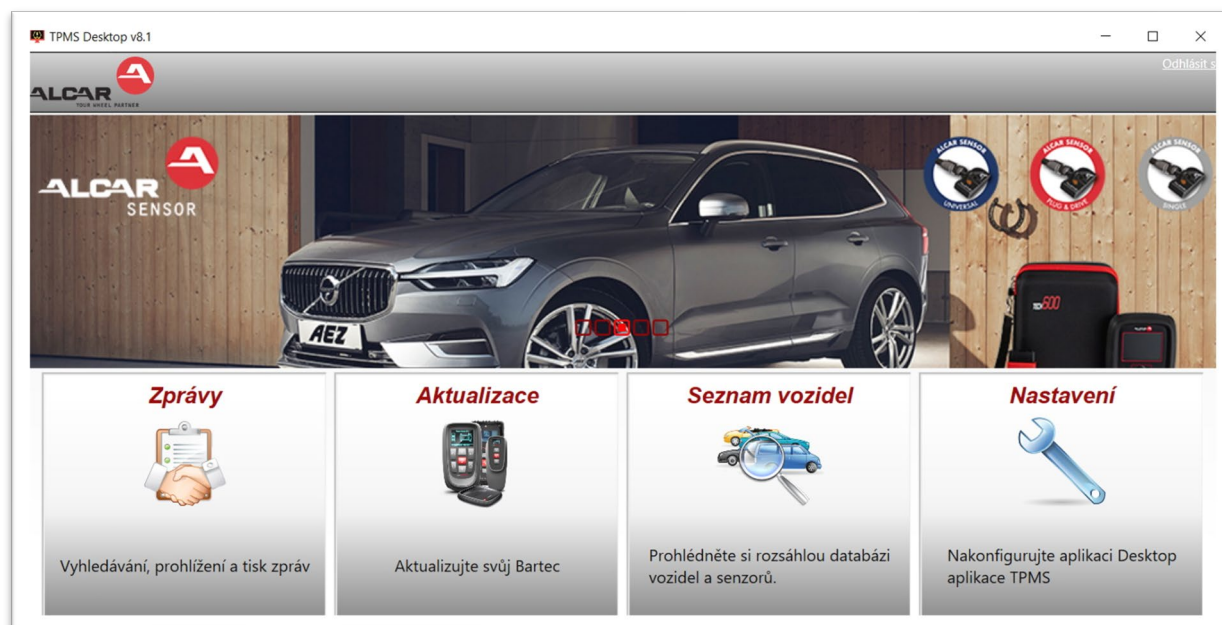 TPMS Desktop v8.1
Odhlásit s
ALCAR
YOUR WHEEL PARTNER
ALCAR
SENSOR
ALCAR SENSOR
UNIVERSAL
ALCAR SENSOR
PLUG & DRIVE
ALCAR SENSOR
SINGLE
AEZ
600
Zprávy
Vyhledávání, prohlížení a tisk zpráv
Aktualizace
Aktualizujte svůj Bartec
Seznam vozidel
Prohlédněte si rozsáhlou databázi
vozidel a senzorů.
Nastavení
Nakonfigurujte aplikaci Desktop
aplikace TPMS